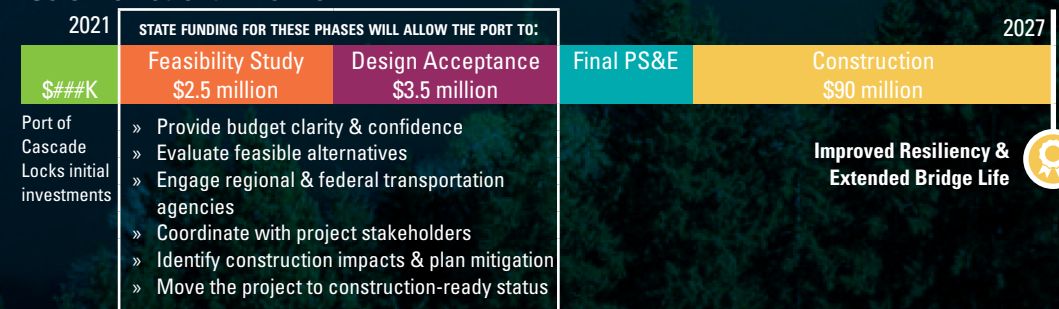 2021
STATE FUNDING FOR THESE PHASES WILL ALLOW THE PORT TO:
2027
$###K
Feasibility Study
$2.5 million
Design Acceptance
$3.5 million
Final PS&E
Construction
$90 million
Port of
Cascade
Locks initial
investments
» Provide budget clarity & confidence
» Evaluate feasible alternatives
» Engage regional & federal transportation
agencies
» Coordinate with project stakeholders
» Identify construction impacts & plan mitigation
» Move the project to construction-ready status
Improved Resiliency &
Extended Bridge Life